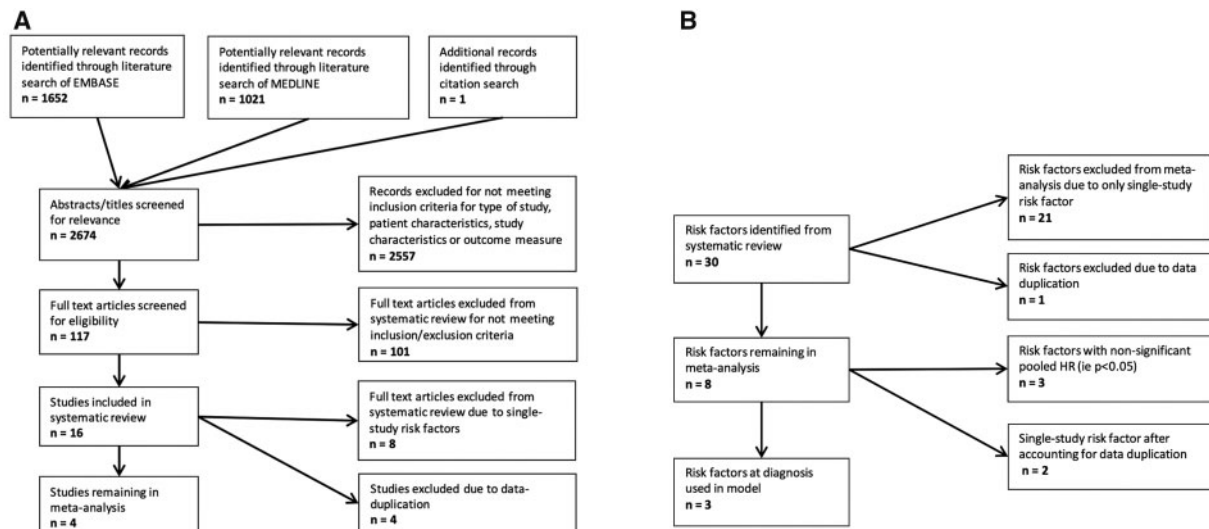 A
Potentially relevant records
identified through literature
search of EMBASE
n = 1652
Potentially relevant records
identified through literature
search of MEDLINE
n = 1021
Additional records
identified through
citation search
n = 1
Abstracts/titles screened
for relevance
n = 2674
Records excluded for not meeting
inclusion criteria for type of study,
patient characteristics, study
characteristics or outcome measure
n = 2557
Full text articles screened
for eligibility
n = 117
Full text articles excluded from
systematic review for not meeting
inclusion/exclusion criteria
n = 101
Studies included in
systematic review
n = 16
Full text articles excluded from
systematic review due to single-
study risk factors
n = 8
Studies remaining in
meta-analysis
n = 4
Studies excluded due to data-
duplication
n = 4
B
Risk factors identified from
systematic review
n = 30
Risk factors excluded from meta-
analysis due to only single-study
risk factor
n = 21
Risk factors excluded due to data
duplication
n = 1
Risk factors remaining in
meta-analysis
n = 8
Risk factors with non-significant
pooled HR (ie p<0.05)
n = 3
Single-study risk factor after
accounting for data duplication
n = 2
Risk factors at diagnosis
used in model
n = 3